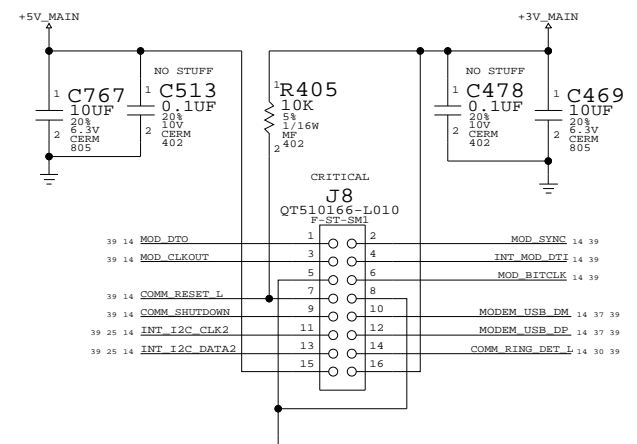 +5V_MAIN
+3V_MAIN
NO STUFF
1 C767
10UF
20%
6.3V
CERM
805
2
1 C513
0.1UF
20%
10V
CERM
402
2
1 R405
10K
5%
1/16W
MF
402
2
NO STUFF
1 C478
0.1UF
20%
10V
CERM
402
2
1 C469
10UF
20%
6.3V
CERM
805
2
CRITICAL
J8
QT510166-L010
F-ST-SM1
39 14 MOD_DTO 1 2 MOD_SYNC 14 39
39 14 MOD_CLKOUT 3 4 INT_MOD_DTI 14 39
5 6 MOD_BITCLK 14 39
39 14 COMM_RESET_L 7 8
39 14 COMM_SHUTDOWN 9 10 MODEM_USB_DM 14 37 39
39 25 14 INT_I2C_CLK2 11 12 MODEM_USB_DP 14 37 39
39 25 14 INT_I2C_DATA2 13 14 COMM_RING_DET_L 14 30 39
15 16